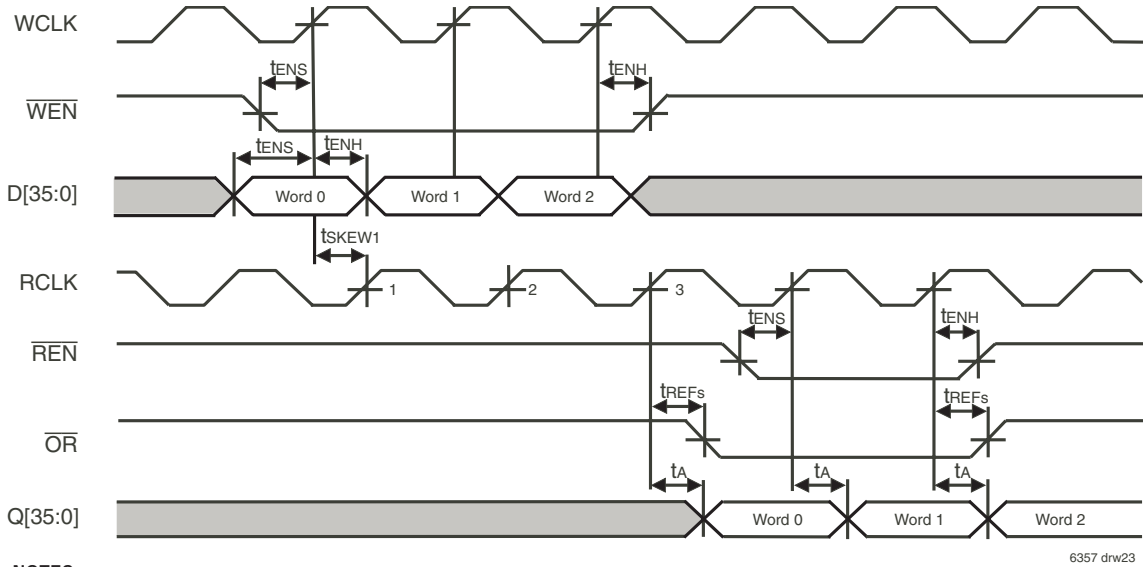 WCLK
tENS
tENH
WEN
tENS
tENH
D[35:0]
Word 0
Word 1
Word 2
tSKEW1
RCLK
1
2
3
tENS
tENH
REN
tREFs
tREFs
OR
tA
tA
tA
Q[35:0]
Word 0
Word 1
Word 2
6357 drw23
NOTES